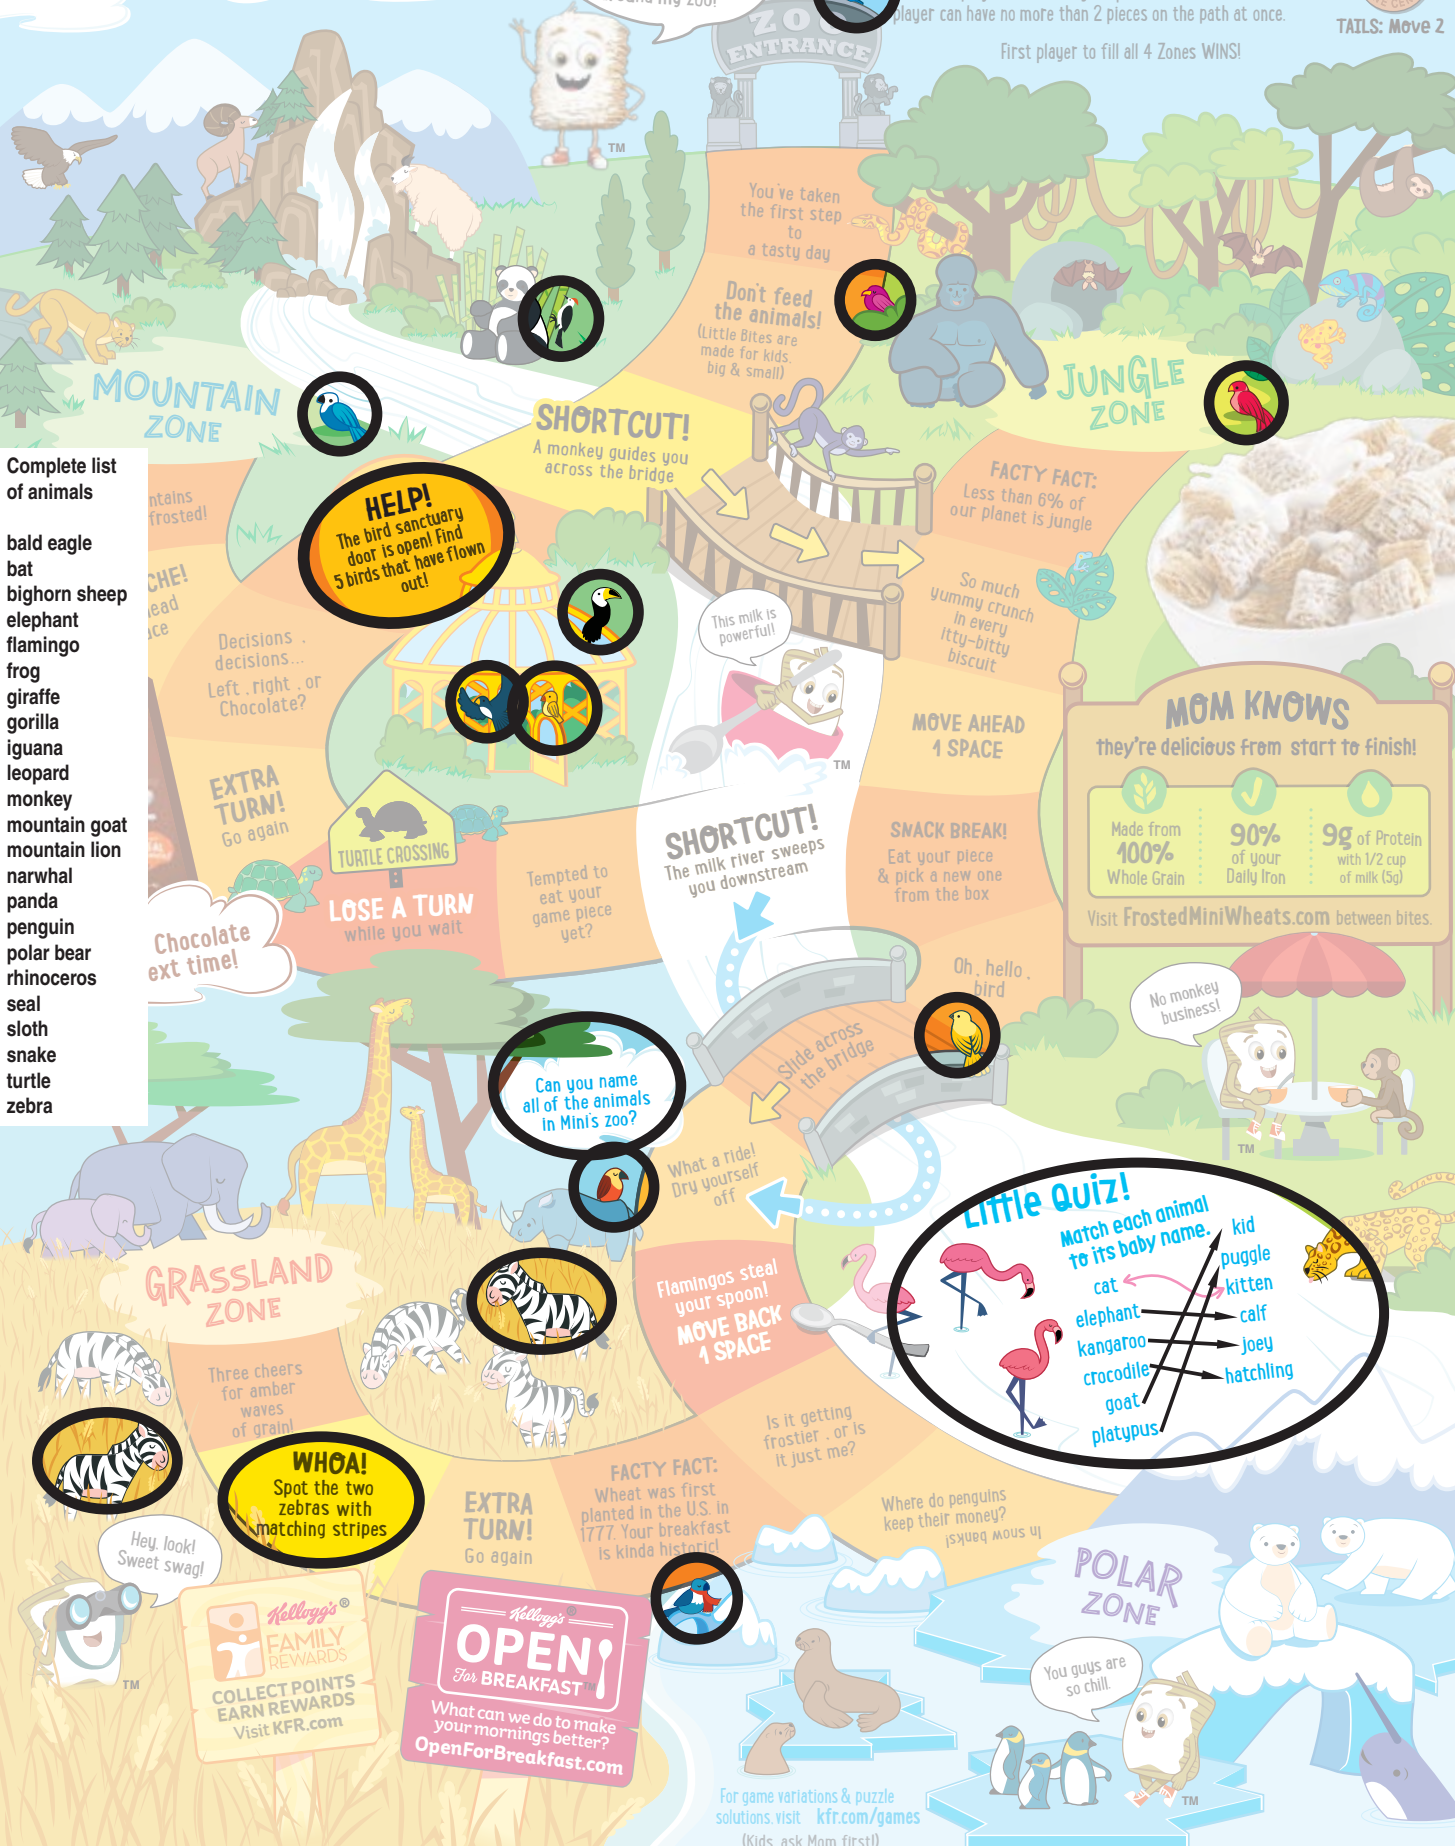 around my zoo!
ZOO
ENTRANCE
player can have no more than 2 pieces on the path at once.
First player to fill all 4 Zones WINS!
TAILS: Move 2
TM
You've taken
the first step
to
a tasty day
Don't feed
the animals!
(Little Bites are
made for kids,
big & small)
MOUNTAIN
ZONE
JUNGLE
ZONE
SHORTCUT!
A monkey guides you
across the bridge
FACTY FACT:
Less than 6% of
our planet is jungle
Complete list
of animals
bald eagle
bat
bighorn sheep
elephant
flamingo
frog
giraffe
gorilla
iguana
leopard
monkey
mountain goat
mountain lion
narwhal
panda
penguin
polar bear
rhinoceros
seal
sloth
snake
turtle
zebra
ntains
frosted!
CHE!
ead
ace
HELP!
The bird sanctuary
door is open! Find
5 birds that have flown
out!
Decisions,
decisions...
Left, right, or
Chocolate?
So much
yummy crunch
in every
itty-bitty
biscuit
This milk is
powerful!
TM
MOVE AHEAD
1 SPACE
MOM KNOWS
they're delicious from start to finish!
Made from
100%
Whole Grain
90%
of your
Daily Iron
9g of Protein
with 1/2 cup
of milk (5g)
Visit FrostedMiniWheats.com between bites.
EXTRA
TURN!
Go again
TURTLE CROSSING
LOSE A TURN
while you wait
Tempted to
eat your
game piece
yet?
SHORTCUT!
The milk river sweeps
you downstream
SNACK BREAK!
Eat your piece
& pick a new one
from the box
Chocolate
ext time!
Oh, hello,
bird
No monkey
business!
TM
Slide across
the bridge
Can you name
all of the animals
in Mini's zoo?
What a ride!
Dry yourself
off
Little Quiz!
Match each animal
to its baby name.
cat
elephant
kangaroo
crocodile
goat
platypus
kid
puggle
kitten
calf
joey
hatchling
GRASSLAND
ZONE
Flamingos steal
your spoon!
MOVE BACK
1 SPACE
Three cheers
for amber
waves
of grain!
WHOA!
Spot the two
zebras with
matching stripes
Is it getting
frostier, or is
it just me?
FACTY FACT:
Wheat was first
planted in the U.S. in
1777. Your breakfast
is kinda historic!
EXTRA
TURN!
Go again
Where do penguins
keep their money?
In snow banks!
POLAR
ZONE
Hey, look!
Sweet swag!
TM
Kellogg's®
FAMILY
REWARDS
COLLECT POINTS
EARN REWARDS
Visit KFR.com
Kellogg's®
OPEN
For BREAKFAST™
What can we do to make
your mornings better?
OpenForBreakfast.com
You guys are
so chill.
TM
For game variations & puzzle
solutions, visit kfr.com/games
(Kids, ask Mom first!)